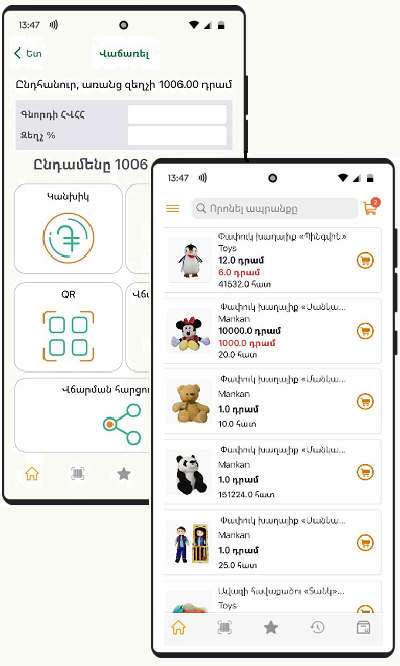 13:47
Ետ
Վաճառել
Ընդհանուր, առանց զեղչի 1006.00 դրամ
Գնորդի ՀՎՀՀ
Զեղչ %
Ընդամենը 1006
Կանխիկ
QR
Վճարման հարցու
13:47
2
Որոնել ապրանքը
Փափուկ խաղալիք «Պինգվին»
Toys
12.0 դրամ
6.0 դրամ
41532.0 հատ
Փափուկ խաղալիք «Մանկա...
Mankan
10000.0 դրամ
1000.0 դրամ
20.0 հատ
Փափուկ խաղալիք «Մանկա...
Mankan
1.0 դրամ
10.0 հատ
Փափուկ խաղալիք «Մանկա...
Mankan
1.0 դրամ
151224.0 հատ
Փափուկ խաղալիք «Մանկա...
Mankan
1.0 դրամ
25.0 հատ
Ավազի հավաքածու «Տանկ»...
Toys